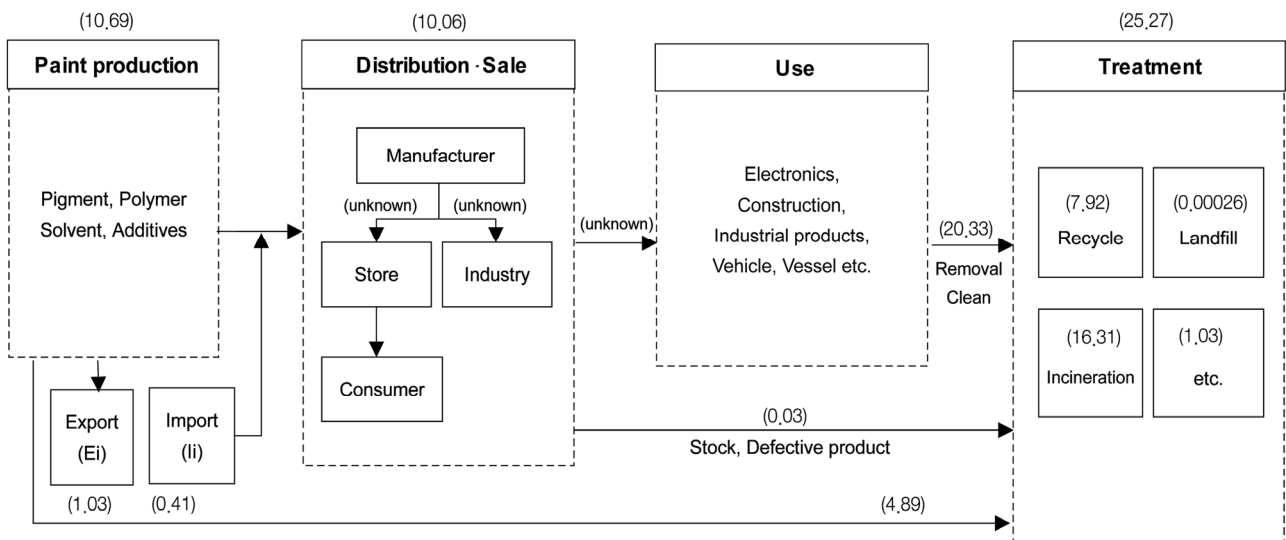 (10.69)
Paint production
Pigment, Polymer
Solvent, Additives
Export
(Ei)
(1.03)
Import
(Ii)
(0.41)
(10.06)
Distribution · Sale
Manufacturer
(unknown)
(unknown)
Store
Industry
Consumer
(unknown)
Use
Electronics,
Construction,
Industrial products,
Vehicle, Vessel etc.
(20.33)
Removal
Clean
(0.03)
Stock, Defective product
(4.89)
(25.27)
Treatment
(7.92)
Recycle
(0.00026)
Landfill
(16.31)
Incineration
(1.03)
etc.